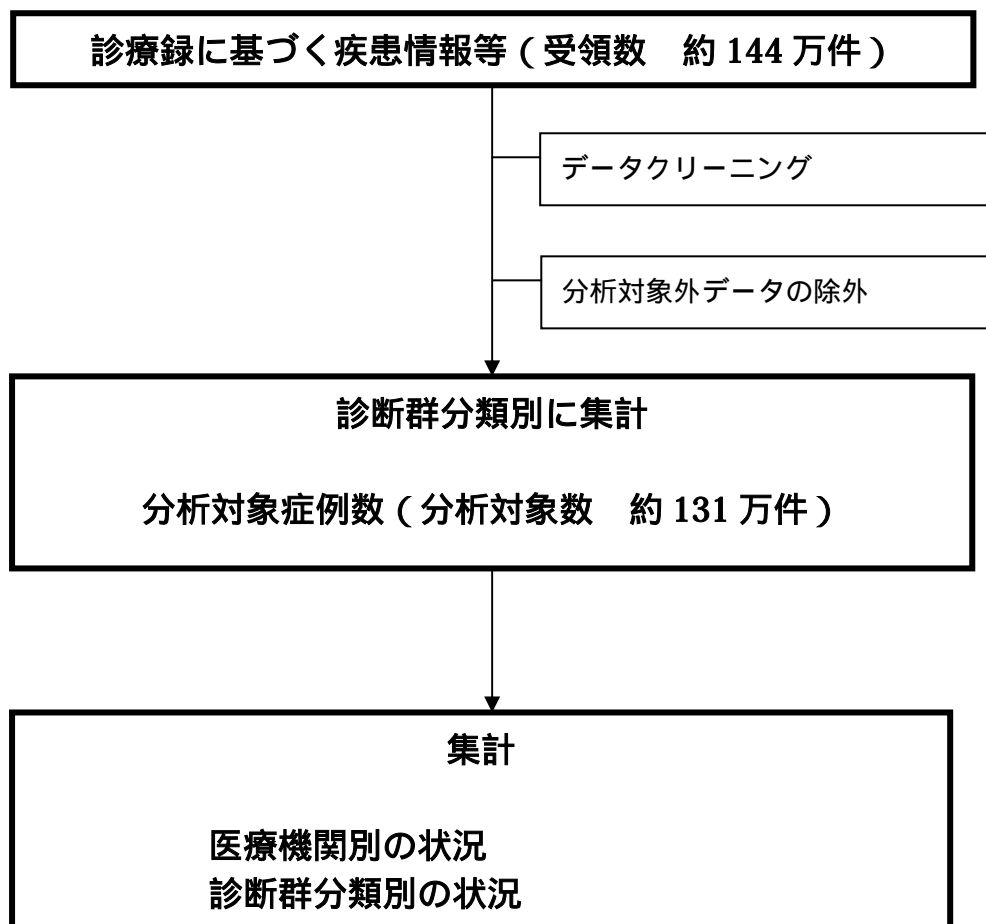 診療録に基づく疾患情報等（受領数　約 144 万件）
データクリーニング
分析対象外データの除外
診断群分類別に集計
分析対象症例数（分析対象数　約 131 万件）
集計
医療機関別の状況
診断群分類別の状況